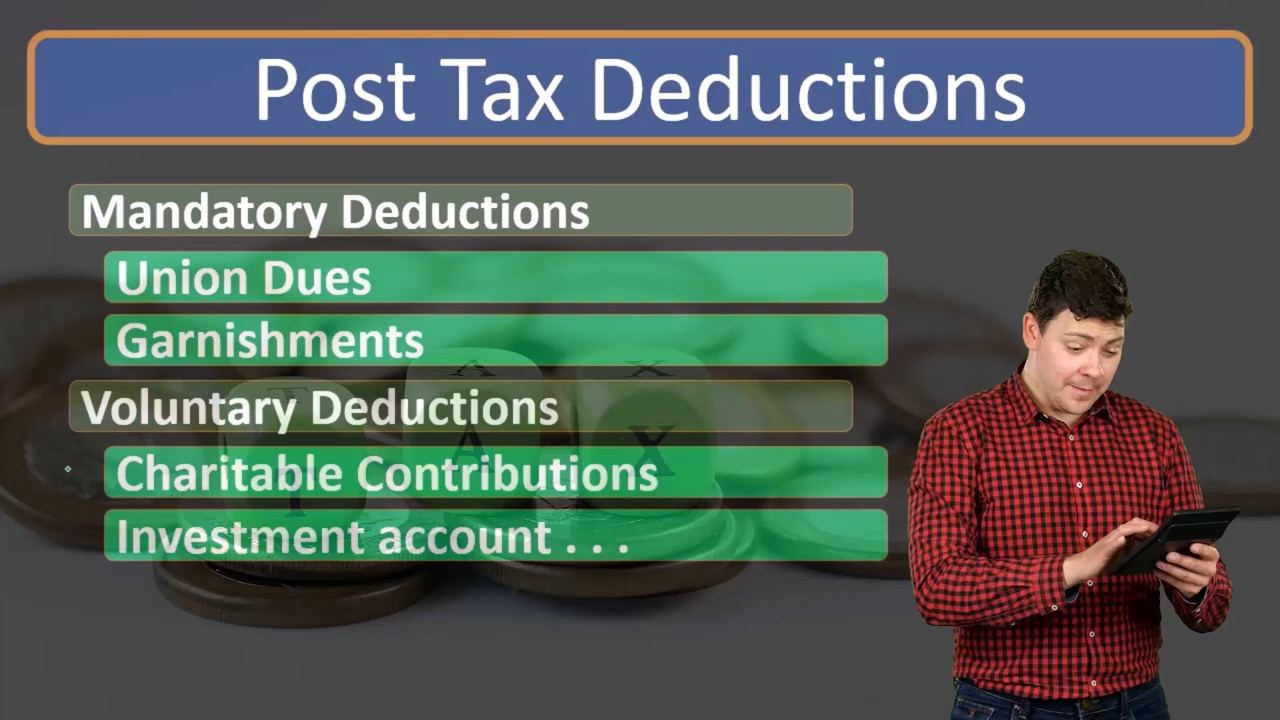 Post Tax Deductions
Mandatory Deductions
Union Dues
Garnishments
Voluntary Deductions
Charitable Contributions
Investment account . . .
T A X
T A X